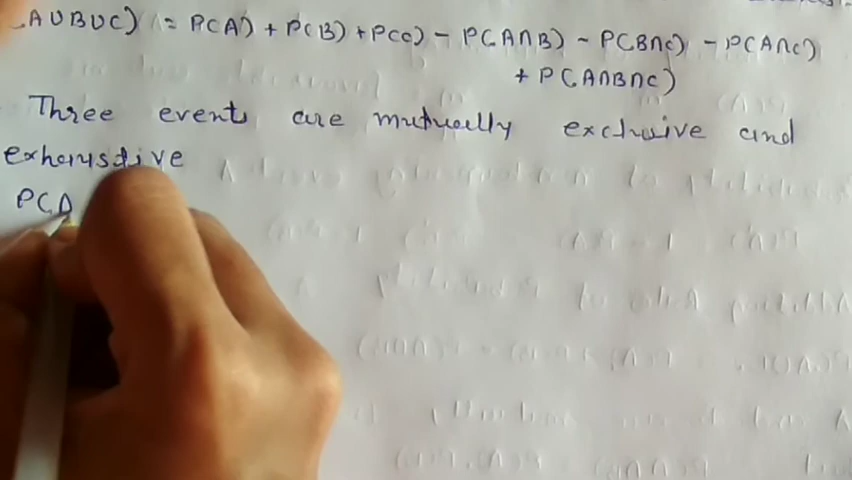 AUBUC) = P(A) + P(B) + P(C) - P(A∩B) - P(B∩C) - P(A∩C)
+ P(A∩B∩C)
Three events are mutually exclusive and
exhaustive
P(A